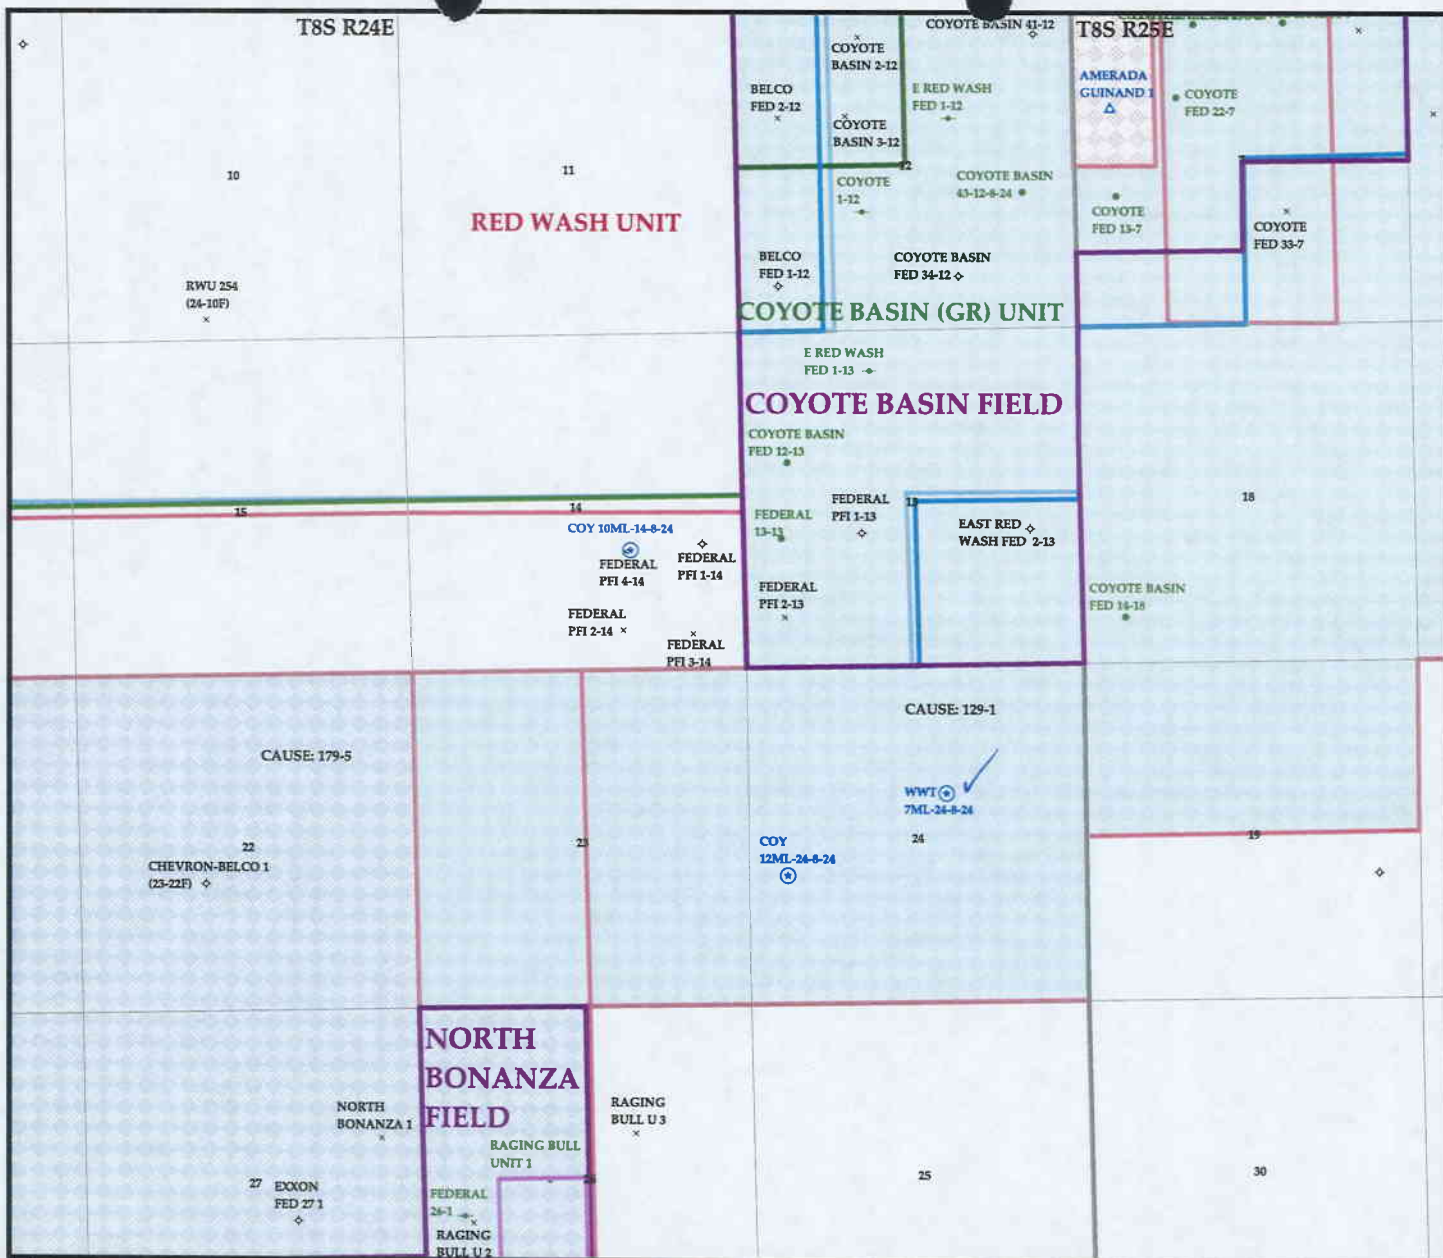 T8S R24E
COYOTE BASIN 41-12
T8S R25E
COYOTE
BASIN 2-12
BELCO
FED 2-12
E RED WASH
FED 1-12
AMERADA
GUINAND 1
COYOTE
FED 22-7
COYOTE
BASIN 3-12
10
11
12
COYOTE
1-12
COYOTE BASIN
43-12-8-24
RED WASH UNIT
COYOTE
FED 13-7
COYOTE
FED 33-7
BELCO
FED 1-12
COYOTE BASIN
FED 34-12
RWU 254
(24-10F)
COYOTE BASIN (GR) UNIT
E RED WASH
FED 1-13
COYOTE BASIN FIELD
COYOTE BASIN
FED 12-13
15
14
13
18
COY 10ML-14-8-24
FEDERAL
13-13
FEDERAL
PFI 1-13
EAST RED
WASH FED 2-13
FEDERAL
PFI 4-14
FEDERAL
PFI 1-14
FEDERAL
PFI 2-13
COYOTE BASIN
FED 14-18
FEDERAL
PFI 2-14
FEDERAL
PFI 3-14
CAUSE: 129-1
CAUSE: 179-5
WWT
7ML-24-8-24
22
23
24
19
COY
12ML-24-8-24
CHEVRON-BELCO 1
(23-22F)
NORTH
BONANZA
FIELD
NORTH
BONANZA 1
RAGING
BULL U 3
RAGING BULL
UNIT 1
27
26
25
30
EXXON
FED 27 1
FEDERAL
26-1
RAGING
BULL U 2